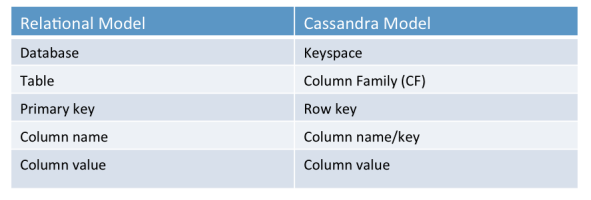 Relational Model Cassandra Model
Database Keyspace
Table Column Family (CF)
Primary key Row key
Column name Column name/key
Column value Column value